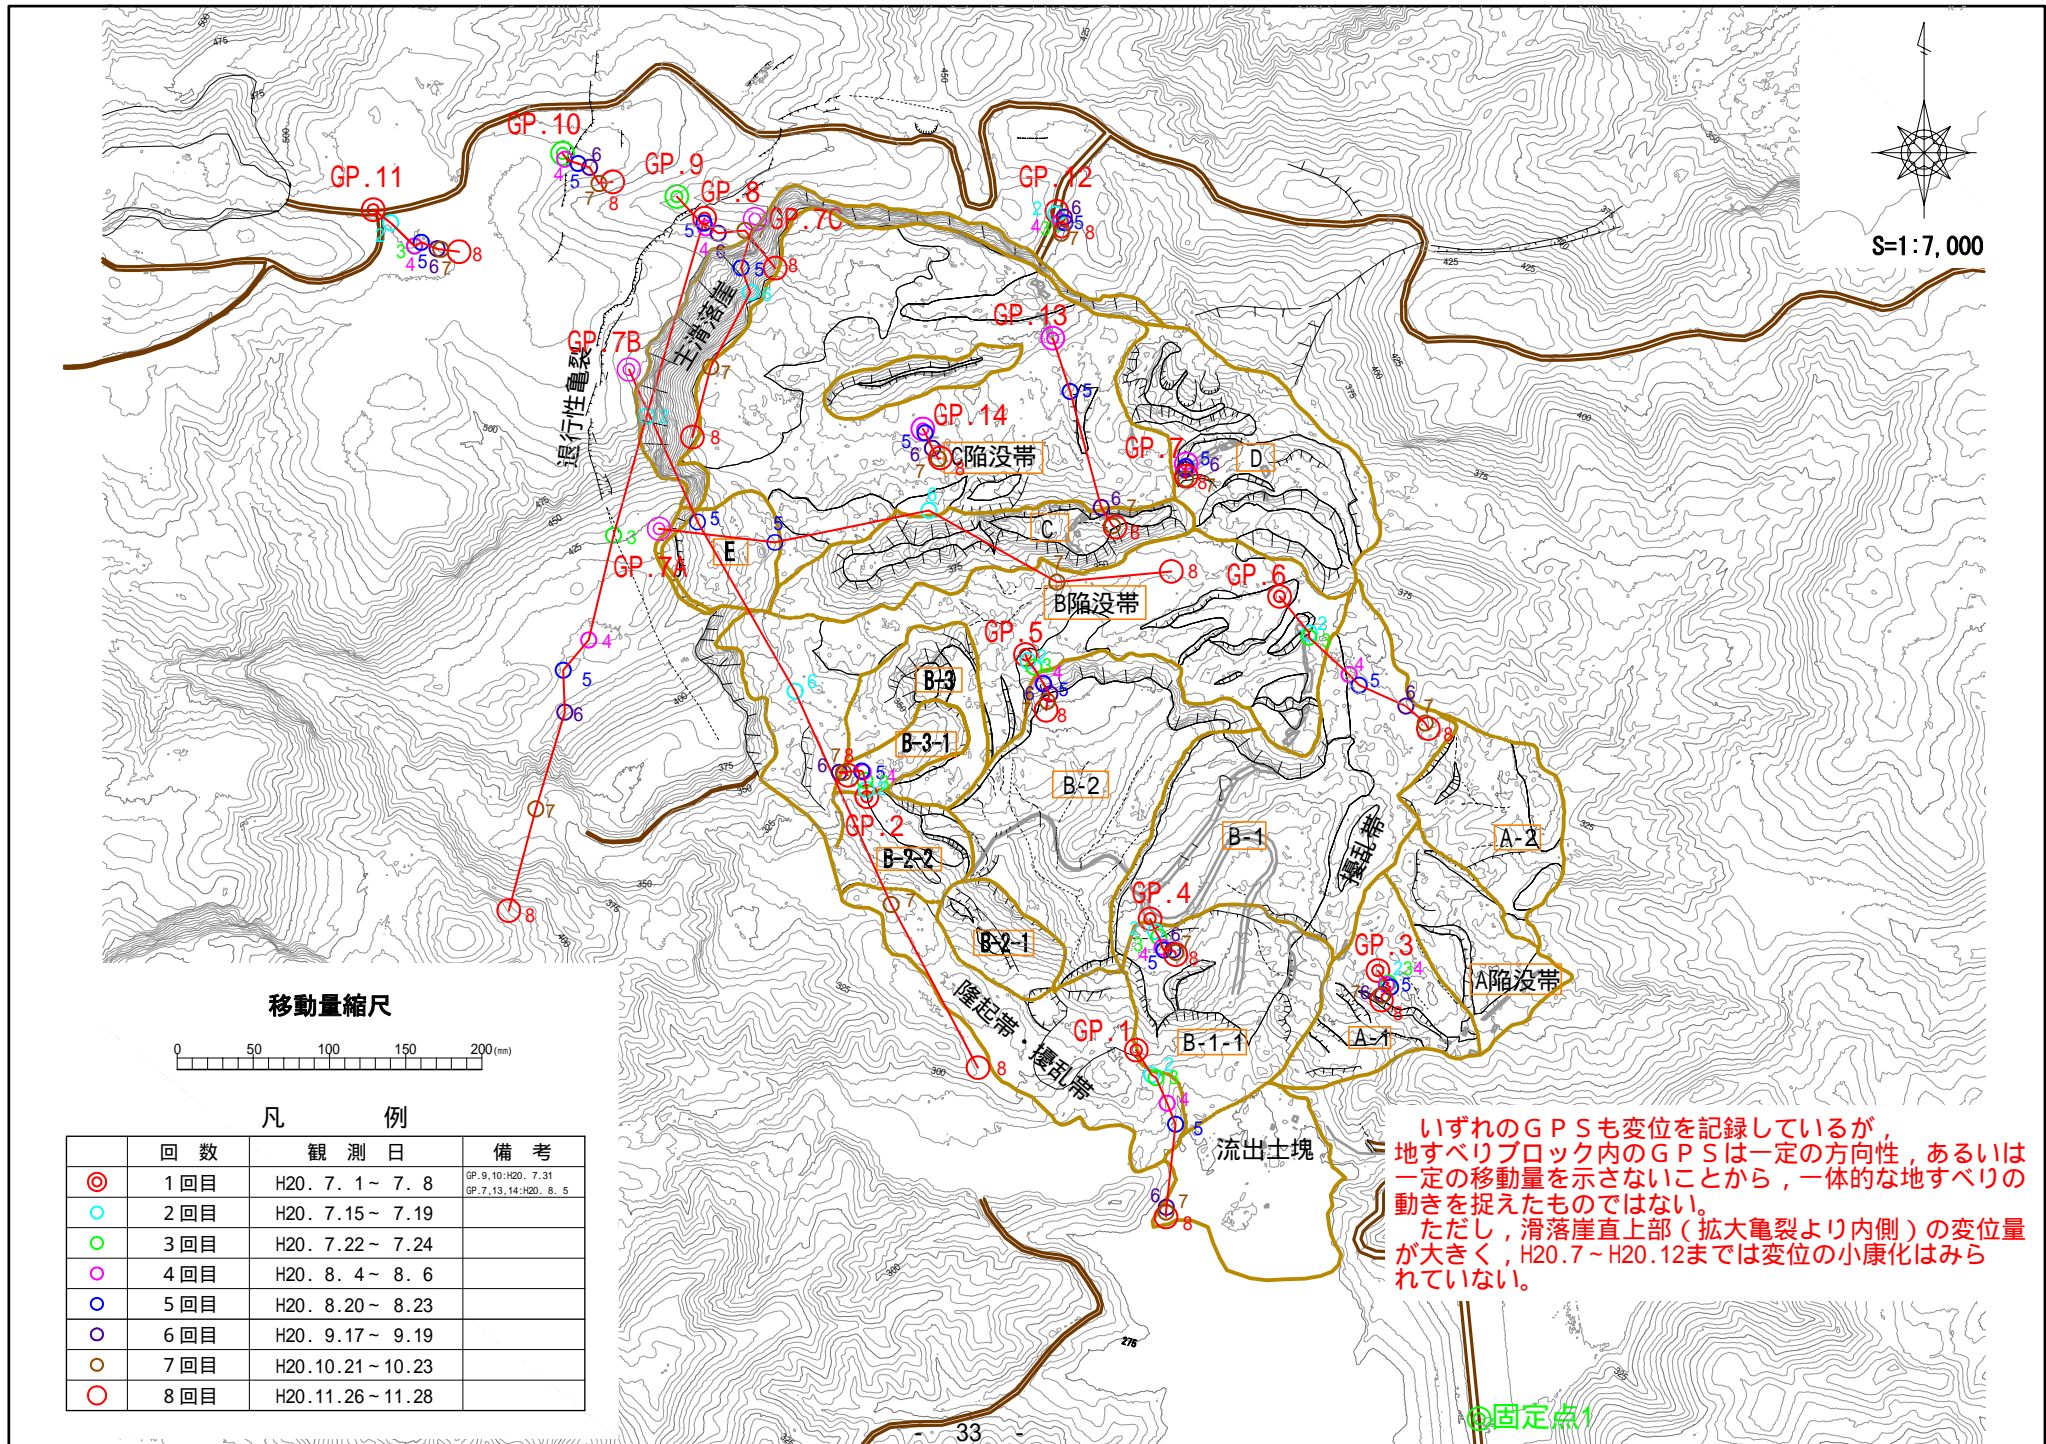 GP.10
GP.9
GP.11
GP.8
GP.7C
GP.12
S=1:7,000
GP.13
主滑落崖
GP.7B
退行性亀裂
GP.14
C陥没帯
GP.7
D
C
E
GP.7A
GP.6
B陥没帯
GP.5
B-3
B-3-1
B-2
GP.2
B-2-2
B-1
擾乱帯
A-2
GP.4
B-2-1
GP.3
A陥没帯
隆起帯・擾乱帯
GP.1
B-1-1
A-1
流出土塊
移動量縮尺
0 50 100 150 200(mm)
凡 例
回 数 観 測 日 備 考
1回目 H20. 7. 1～ 7. 8 GP.9,10:H20. 7.31
GP.7,13,14:H20. 8. 5
2回目 H20. 7.15～ 7.19
3回目 H20. 7.22～ 7.24
4回目 H20. 8. 4～ 8. 6
5回目 H20. 8.20～ 8.23
6回目 H20. 9.17～ 9.19
7回目 H20.10.21～10.23
8回目 H20.11.26～11.28
いずれのＧＰＳも変位を記録しているが，
地すべりブロック内のＧＰＳは一定の方向性，あるいは
一定の移動量を示さないことから，一体的な地すべりの
動きを捉えたものではない。
ただし，滑落崖直上部（拡大亀裂より内側）の変位量
が大きく，H20.7～H20.12までは変位の小康化はみら
れていない。
固定点1
- 33 -